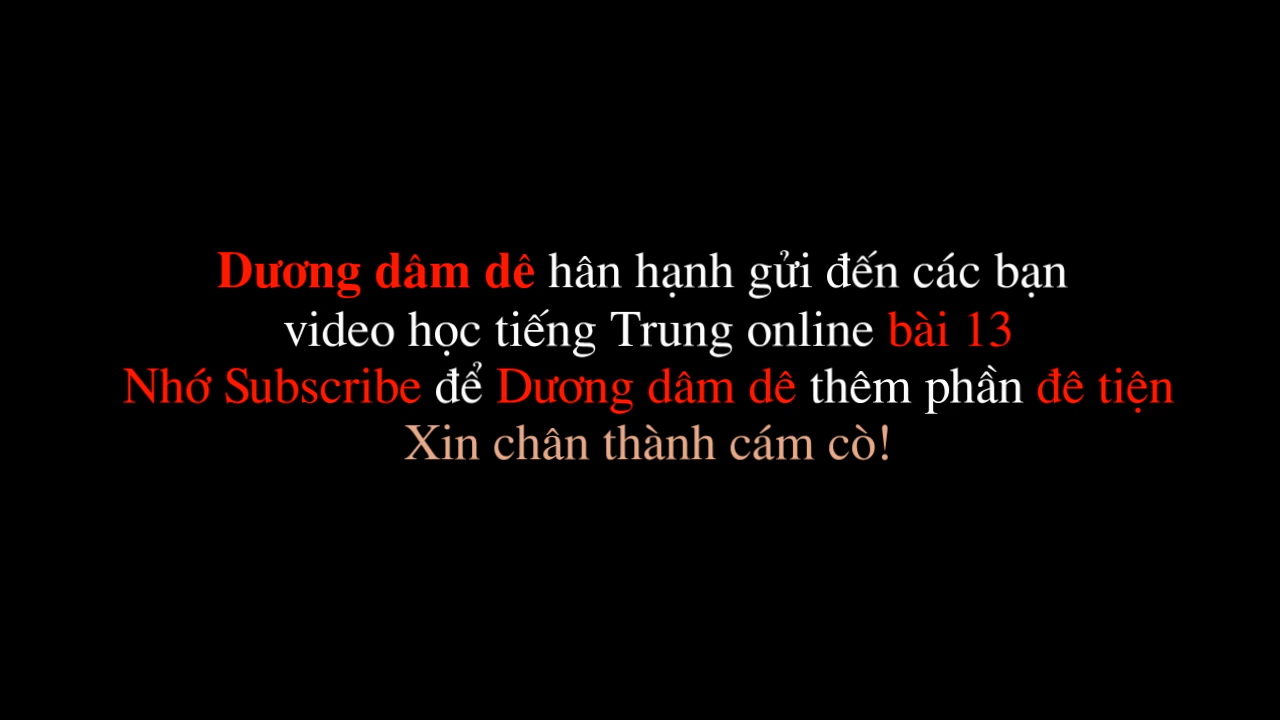 Dương dâm dê hân hạnh gửi đến các bạn
video học tiếng Trung online bài 13
Nhớ Subscribe để Dương dâm dê thêm phần đê tiện
Xin chân thành cám cò!